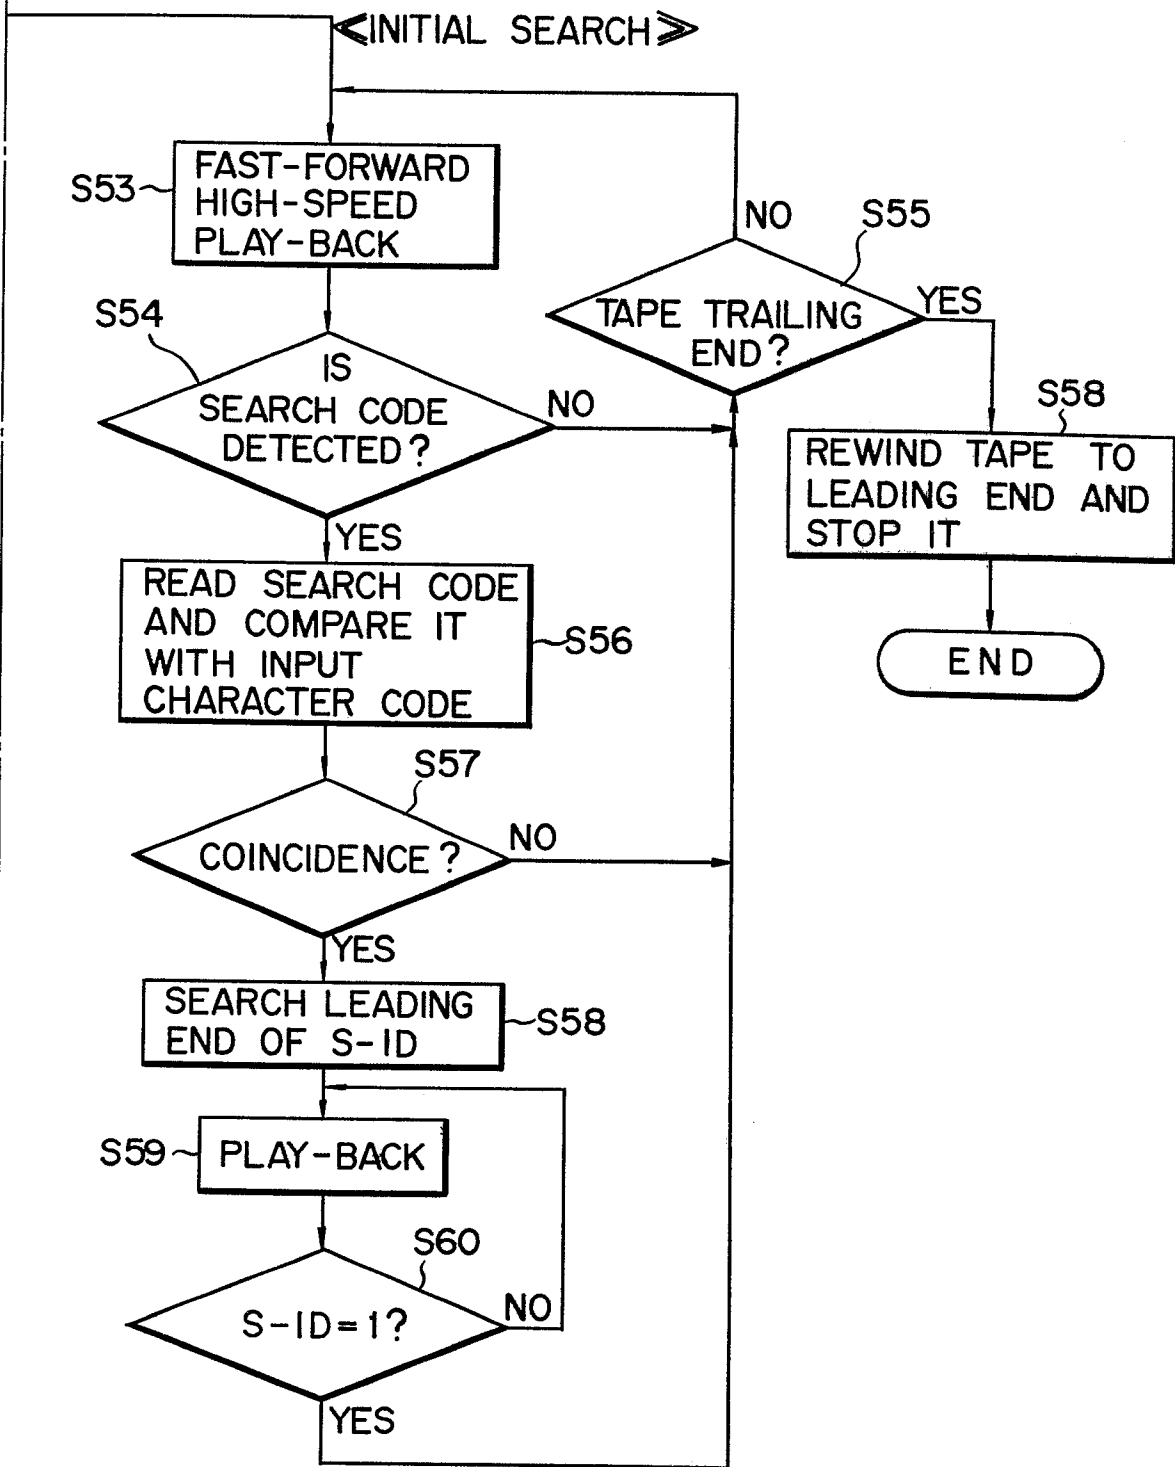 ≪INITIAL SEARCH≫
S53
FAST-FORWARD
HIGH-SPEED
PLAY-BACK
NO
S55
TAPE TRAILING
END?
YES
S54
IS
SEARCH CODE
DETECTED?
NO
YES
S58
REWIND TAPE TO
LEADING END AND
STOP IT
END
READ SEARCH CODE
AND COMPARE IT
WITH INPUT
CHARACTER CODE
S56
S57
COINCIDENCE?
NO
YES
SEARCH LEADING
END OF S-ID
S58
S59
PLAY-BACK
S60
S-ID=1?
NO
YES